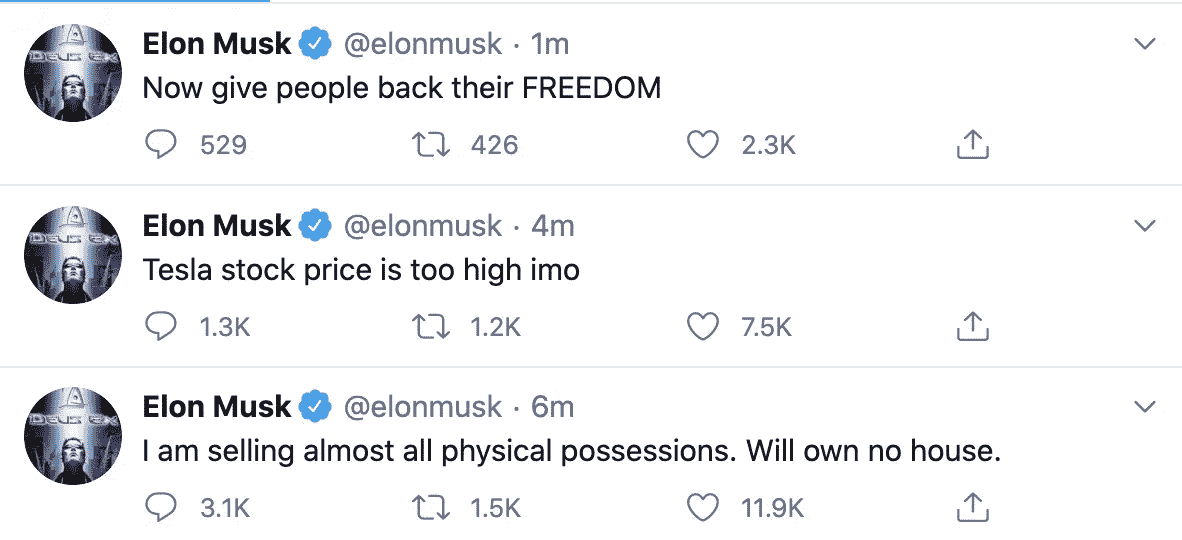 Elon Musk @elonmusk · 1m
Now give people back their FREEDOM
529 426 2.3K
DEUS EX
Elon Musk @elonmusk · 4m
Tesla stock price is too high imo
1.3K 1.2K 7.5K
DEUS EX
Elon Musk @elonmusk · 6m
I am selling almost all physical possessions. Will own no house.
3.1K 1.5K 11.9K
DEUS EX